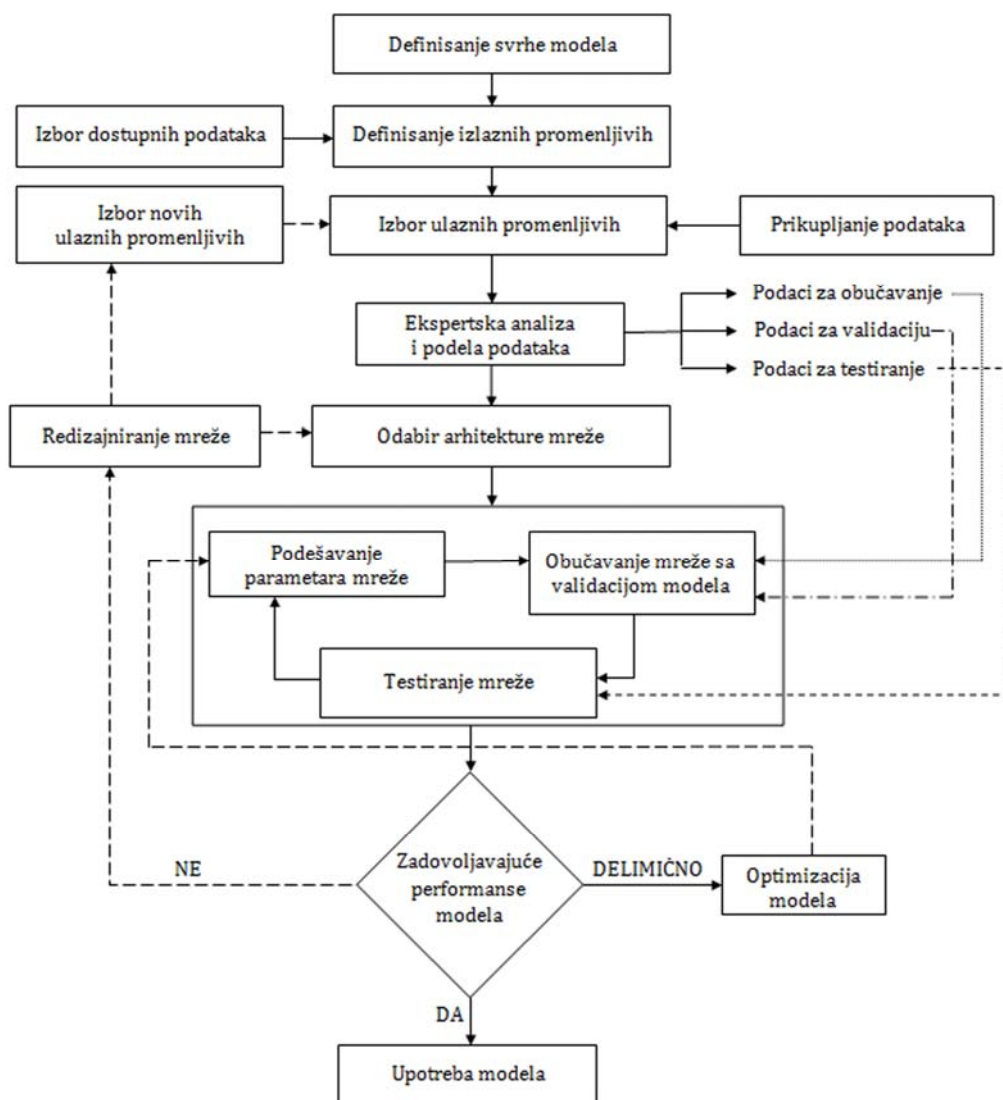 Definisanje svrhe modela
Izbor dostupnih podataka
Definisanje izlaznih promenljivih
Izbor novih
ulaznih promenljivih
Izbor ulaznih promenljivih
Prikupljanje podataka
Ekspertska analiza
i podela podataka
Podaci za obučavanje
Podaci za validaciju
Podaci za testiranje
Redizajniranje mreže
Odabir arhitekture mreže
Podešavanje
parametara mreže
Obučavanje mreže sa
validacijom modela
Testiranje mreže
NE
Zadovoljavajuće
performanse
modela
DELIMIČNO
Optimizacija
modela
DA
Upotreba modela